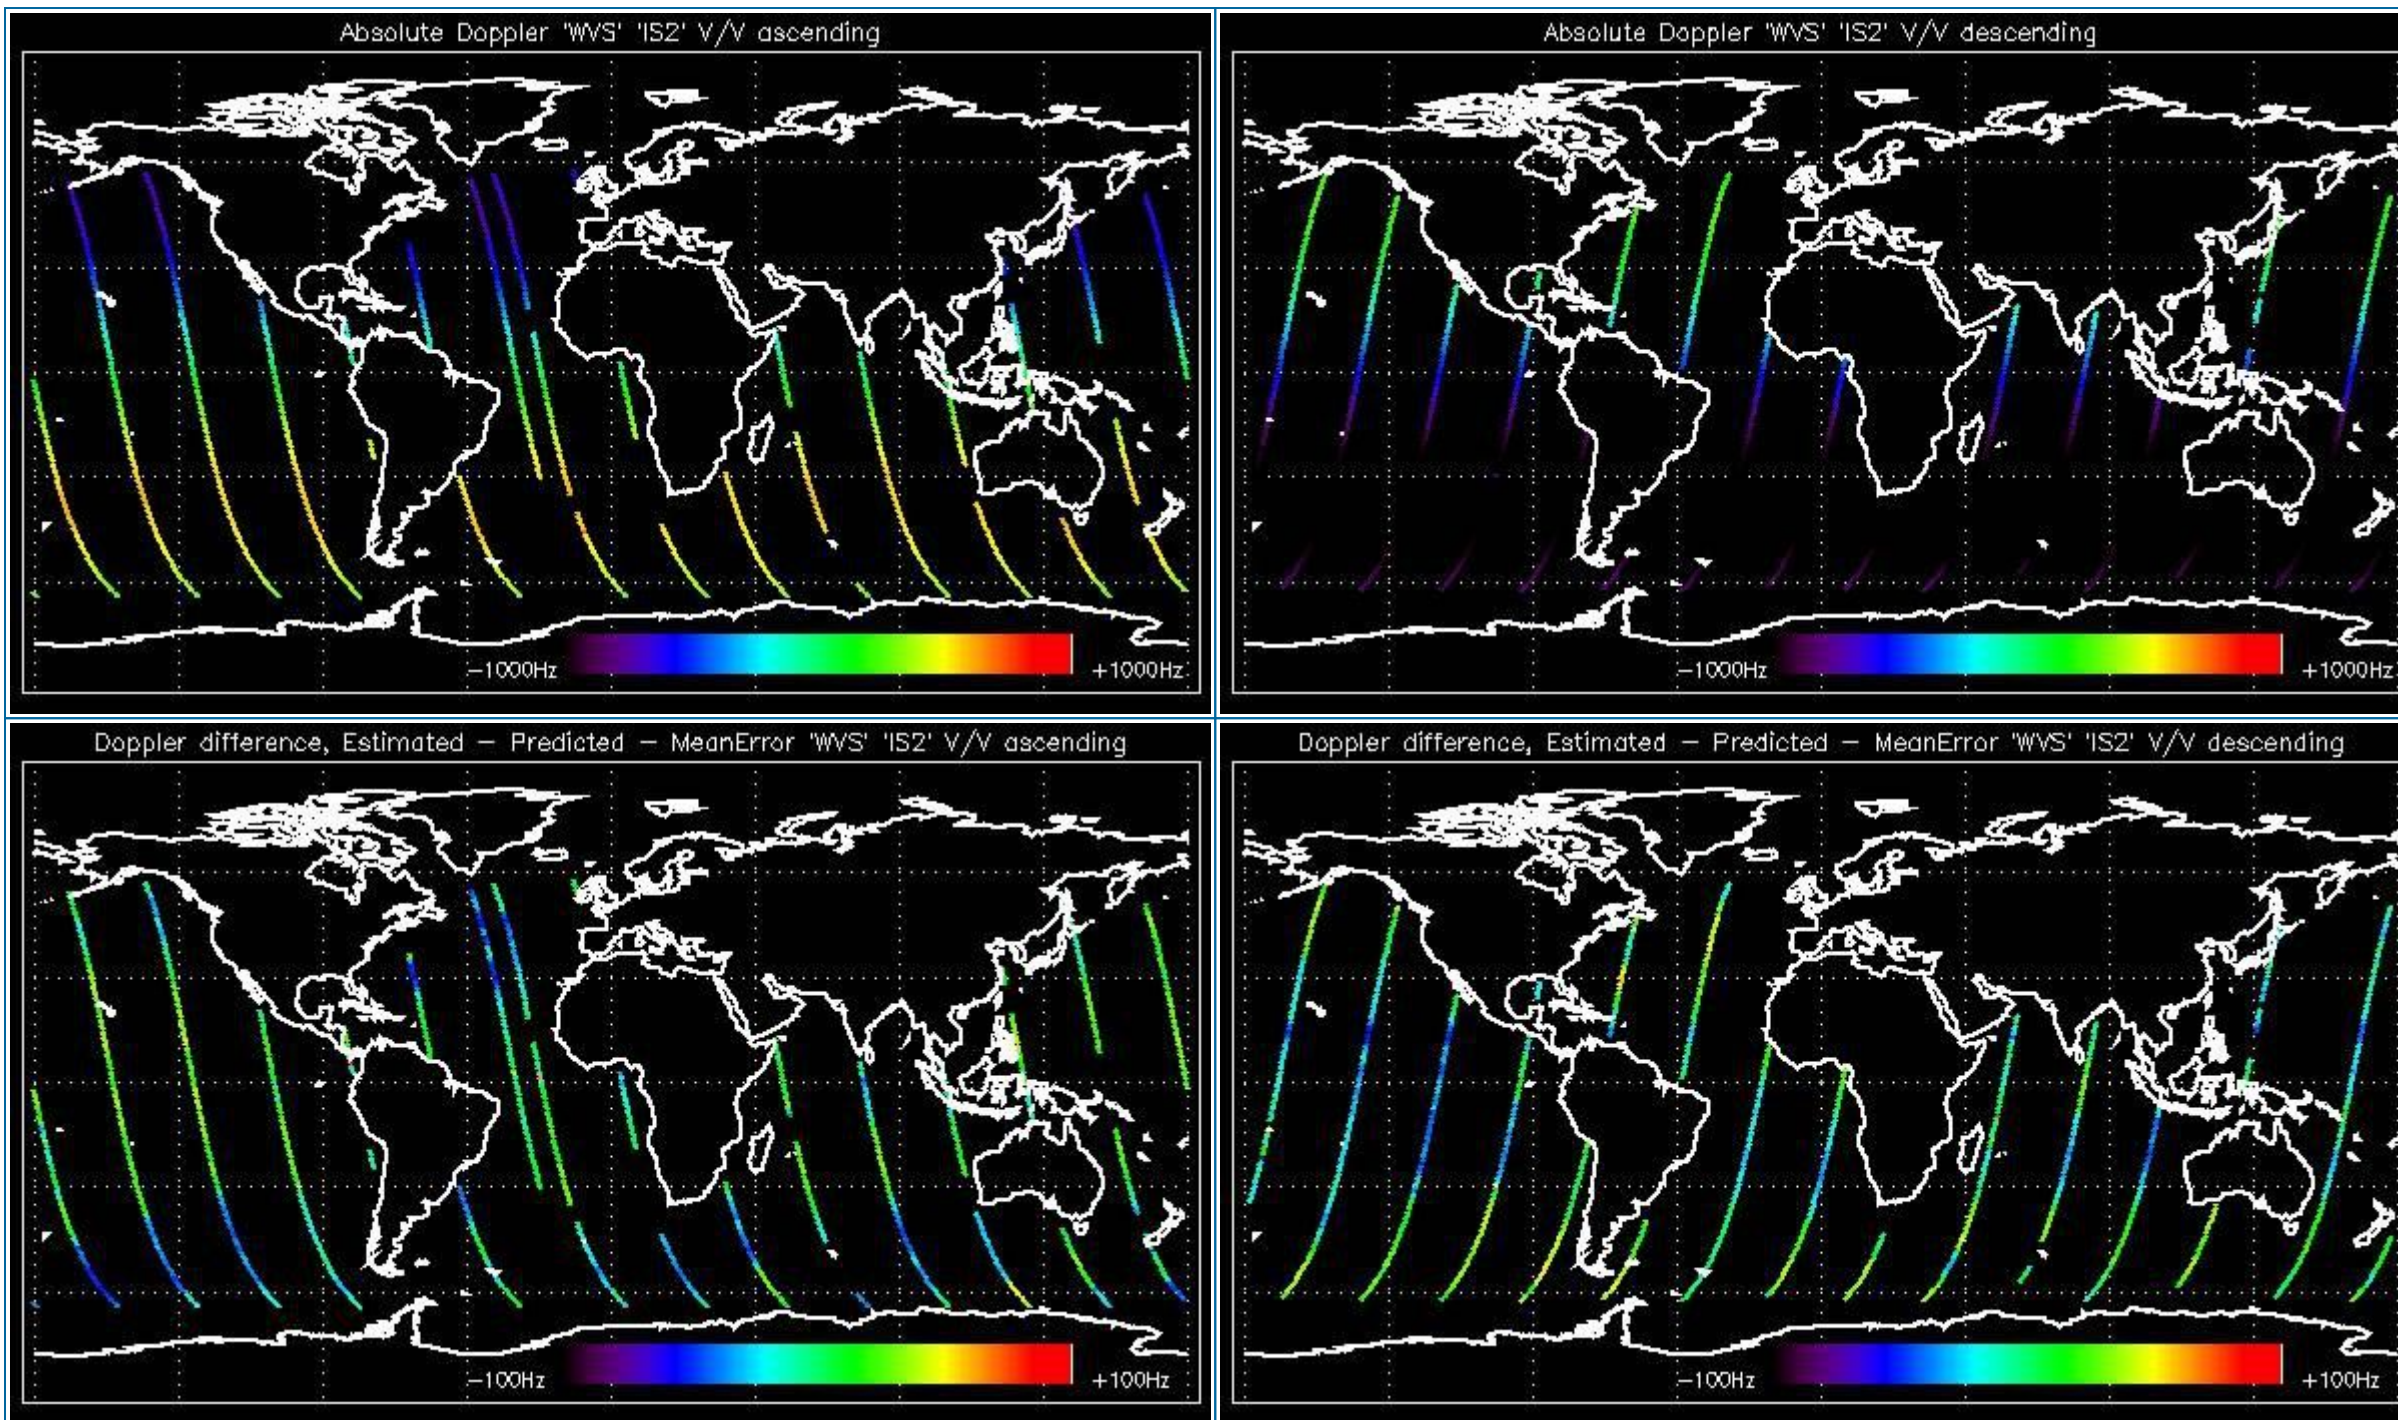 Absolute Doppler 'WVS' 'IS2' V/V ascending
-1000Hz
+1000Hz
Absolute Doppler 'WVS' 'IS2' V/V descending
-1000Hz
+1000Hz
Doppler difference, Estimated - Predicted - MeanError 'WVS' 'IS2' V/V ascending
-100Hz
+100Hz
Doppler difference, Estimated - Predicted - MeanError 'WVS' 'IS2' V/V descending
-100Hz
+100Hz